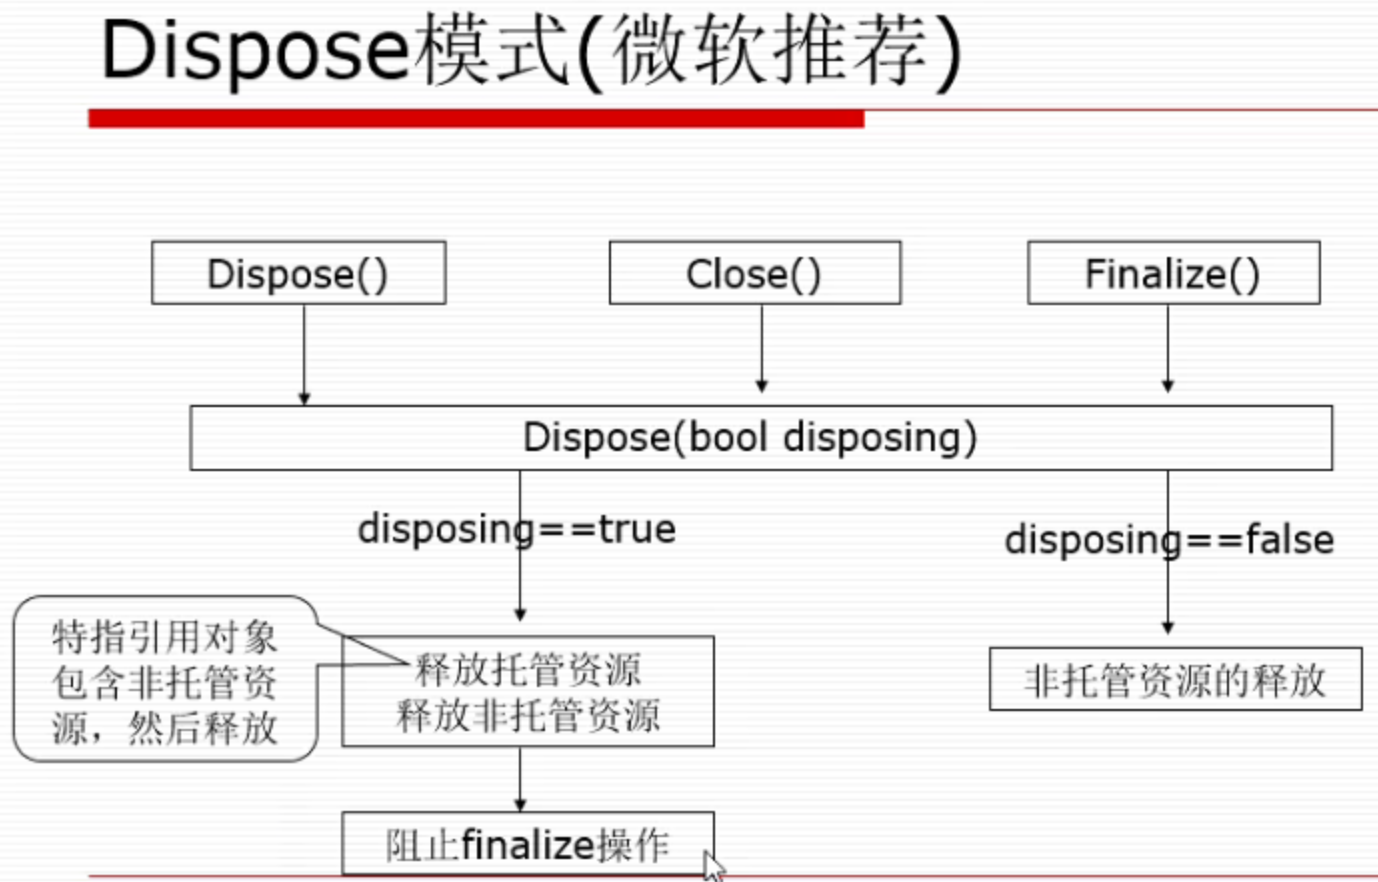 Dispose模式(微软推荐)
Dispose()
Close()
Finalize()
Dispose(bool disposing)
disposing==true
disposing==false
特指引用对象
包含非托管资
源，然后释放
释放托管资源
释放非托管资源
非托管资源的释放
阻止finalize操作